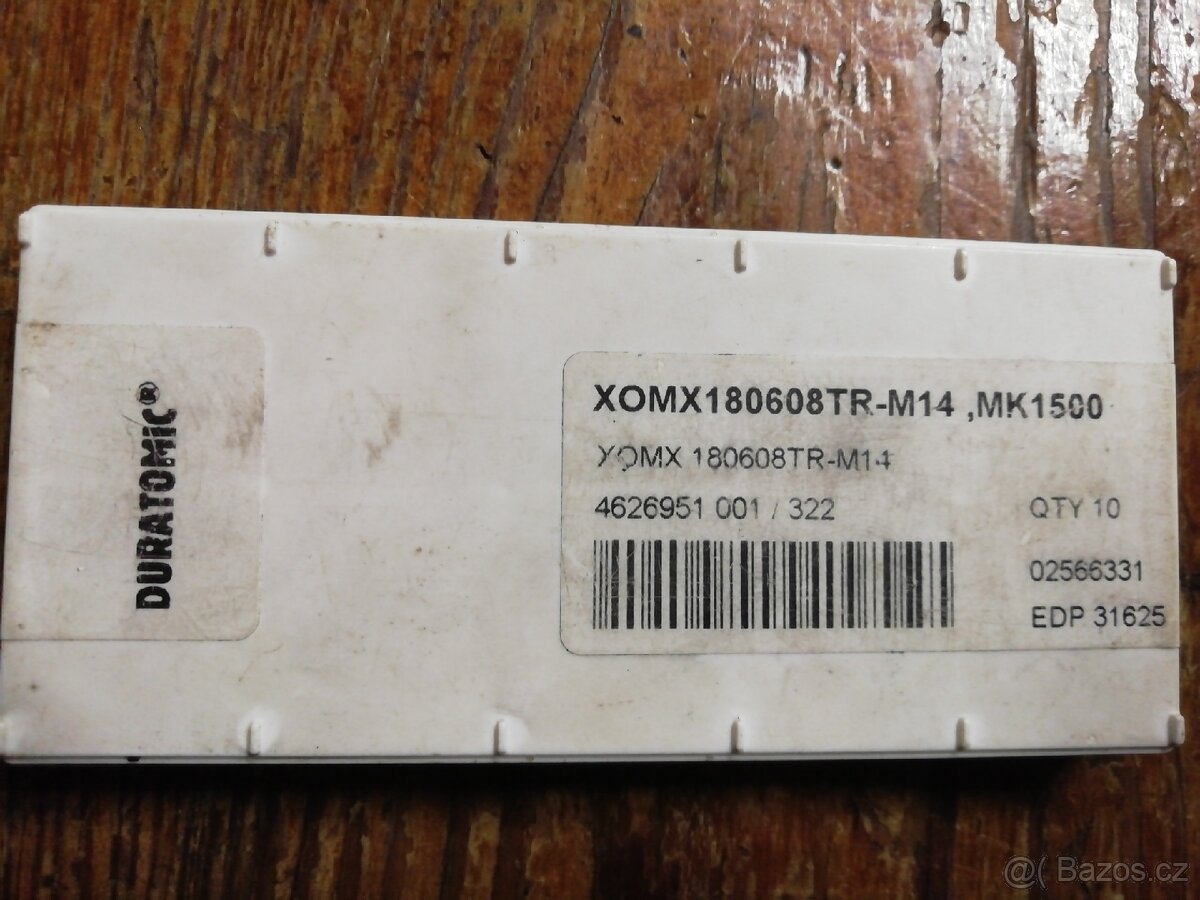 DURATOMiC®
XOMX180608TR-M14 ,MK1500
XOMX 180608TR-M14
4626951 001 / 322
QTY 10
02566331
EDP 31625
@( Bazos.cz